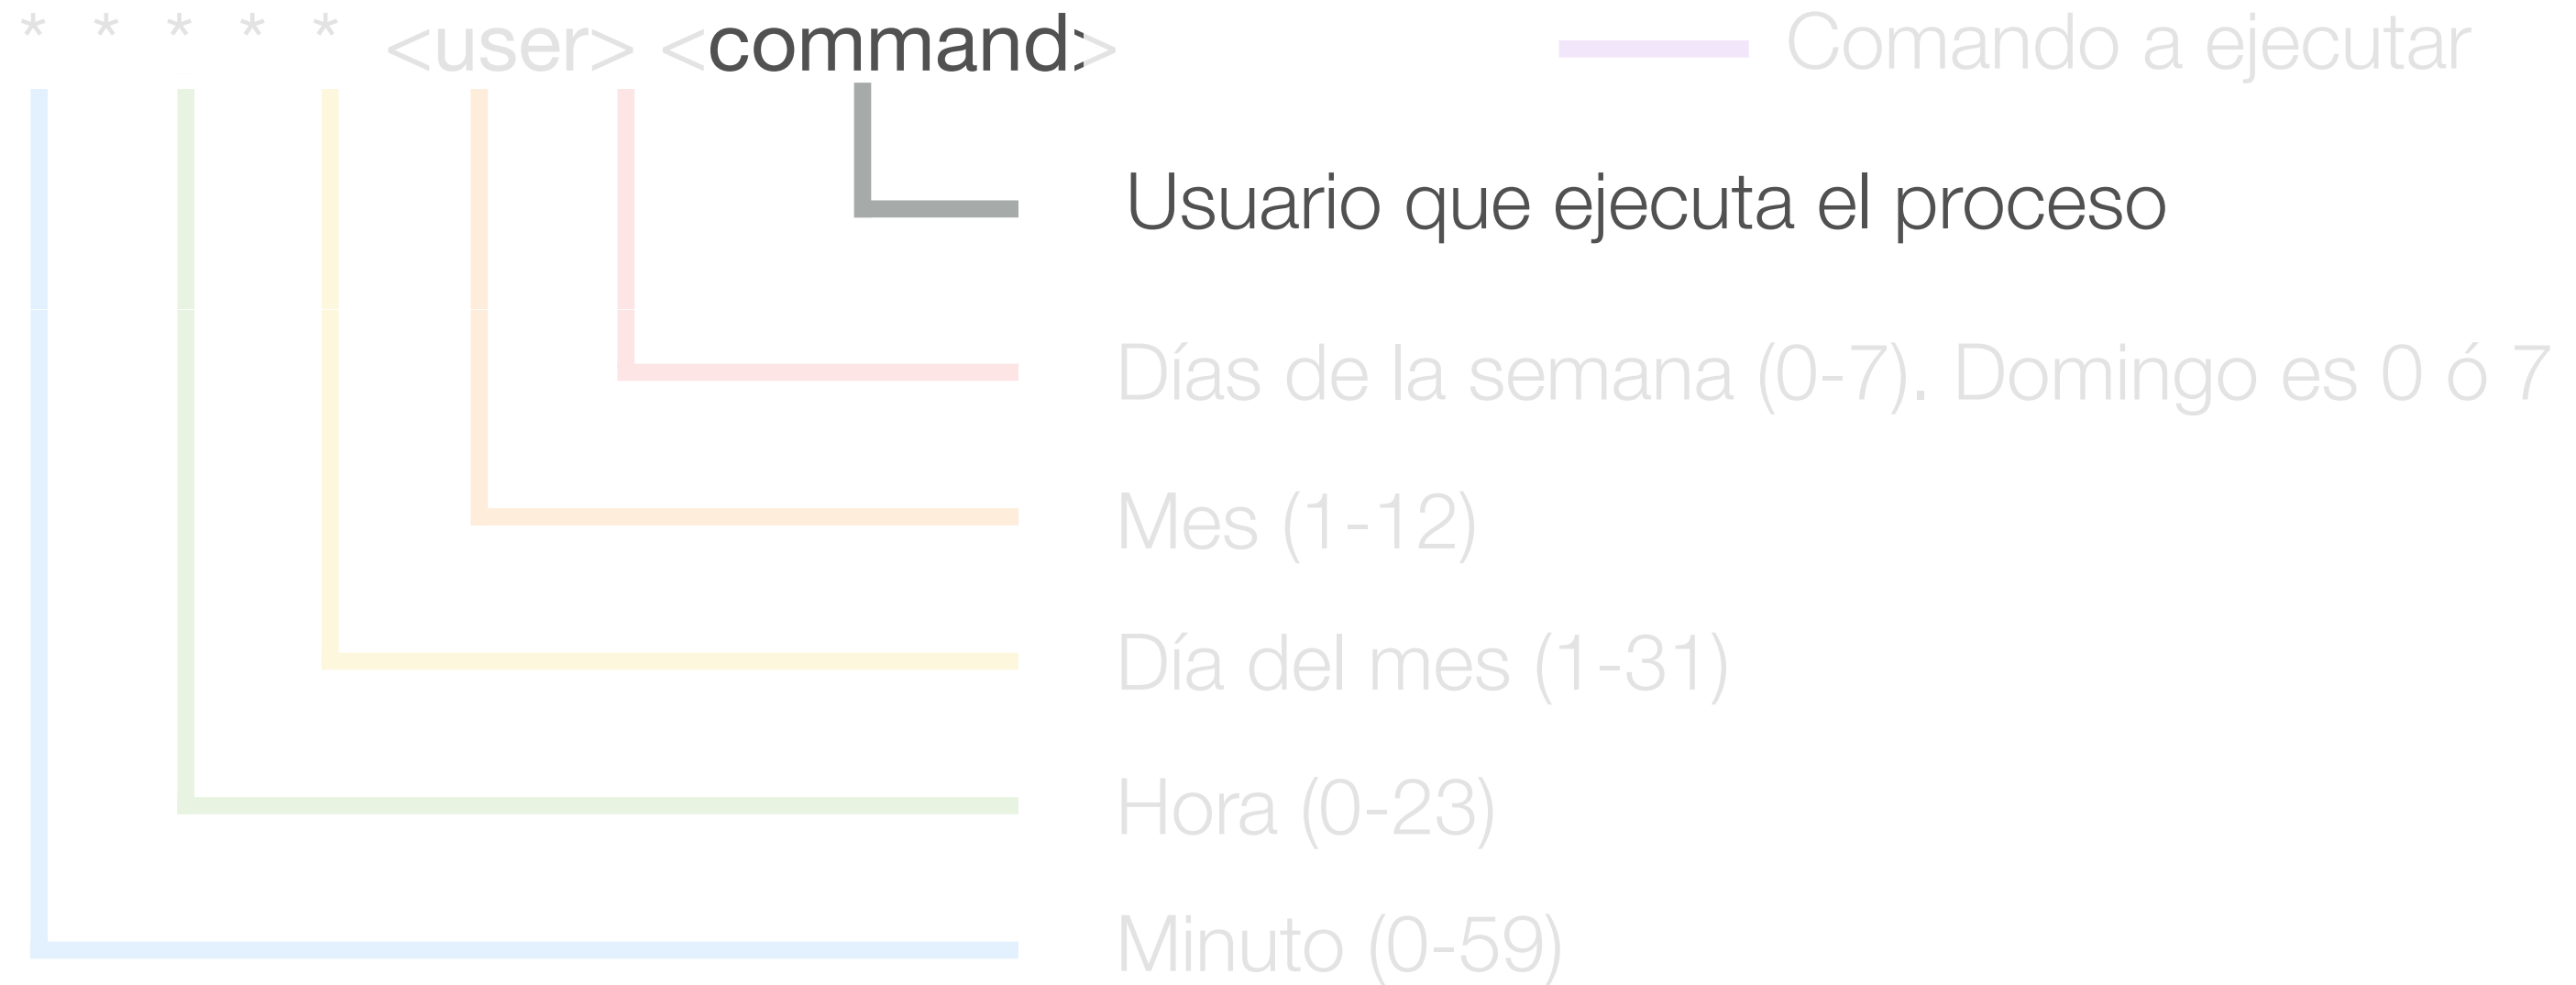 * * * * * <user> <command>
Comando a ejecutar
Usuario que ejecuta el proceso
Días de la semana (0-7). Domingo es 0 ó 7
Mes (1-12)
Día del mes (1-31)
Hora (0-23)
Minuto (0-59)